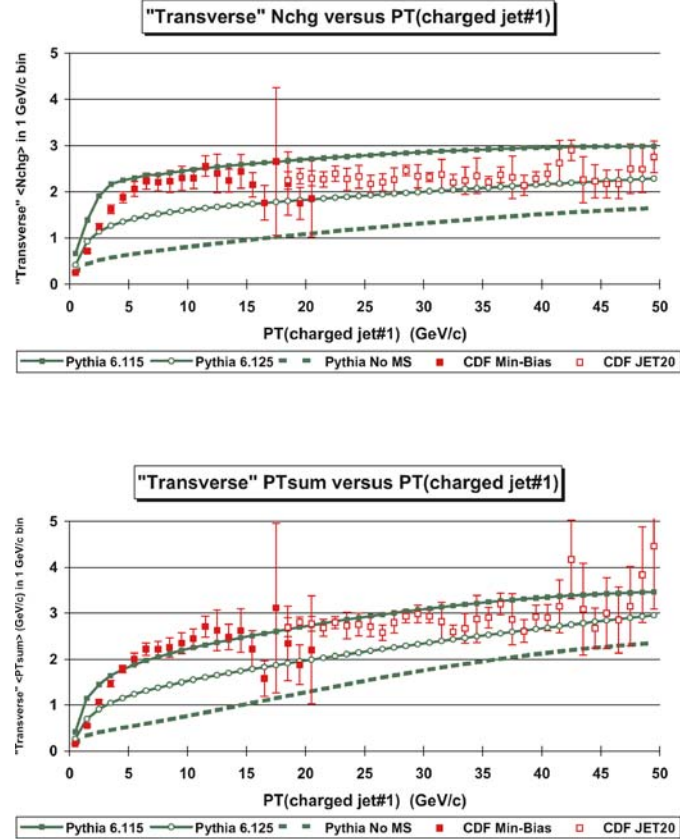 "Transverse" Nchg versus PT(charged jet#1)
"Transverse" <Nchg> in 1 GeV/c bin
5
4
3
2
1
0
0 5 10 15 20 25 30 35 40 45 50
PT(charged jet#1) (GeV/c)
Pythia 6.115 Pythia 6.125 Pythia No MS CDF Min-Bias CDF JET20
"Transverse" PTsum versus PT(charged jet#1)
"Transverse" <PTsum> (GeV/c) in 1 GeV/c bin
5
4
3
2
1
0
0 5 10 15 20 25 30 35 40 45 50
PT(charged jet#1) (GeV/c)
Pythia 6.115 Pythia 6.125 Pythia No MS CDF Min-Bias CDF JET20